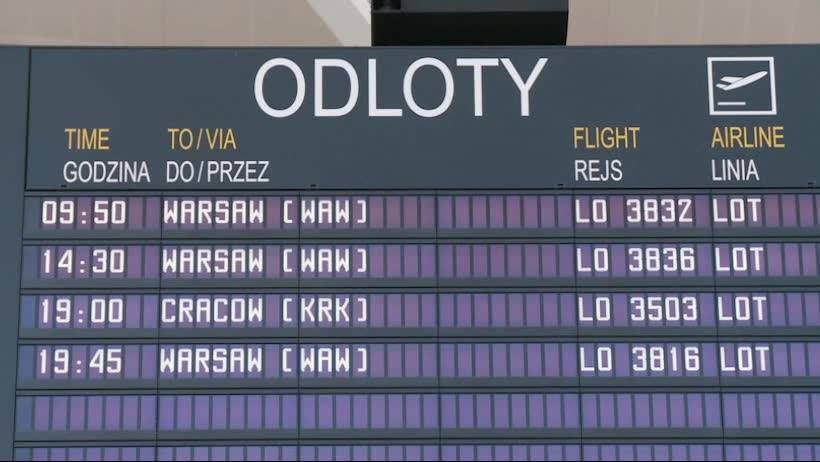 ODLOTY
TIME TO/VIA FLIGHT AIRLINE
GODZINA DO/PRZEZ REJS LINIA
09:50 WARSAW (WAW) LO 3832 LOT
14:30 WARSAW (WAW) LO 3836 LOT
19:00 CRACOW (KRK) LO 3503 LOT
19:45 WARSAW (WAW) LO 3816 LOT